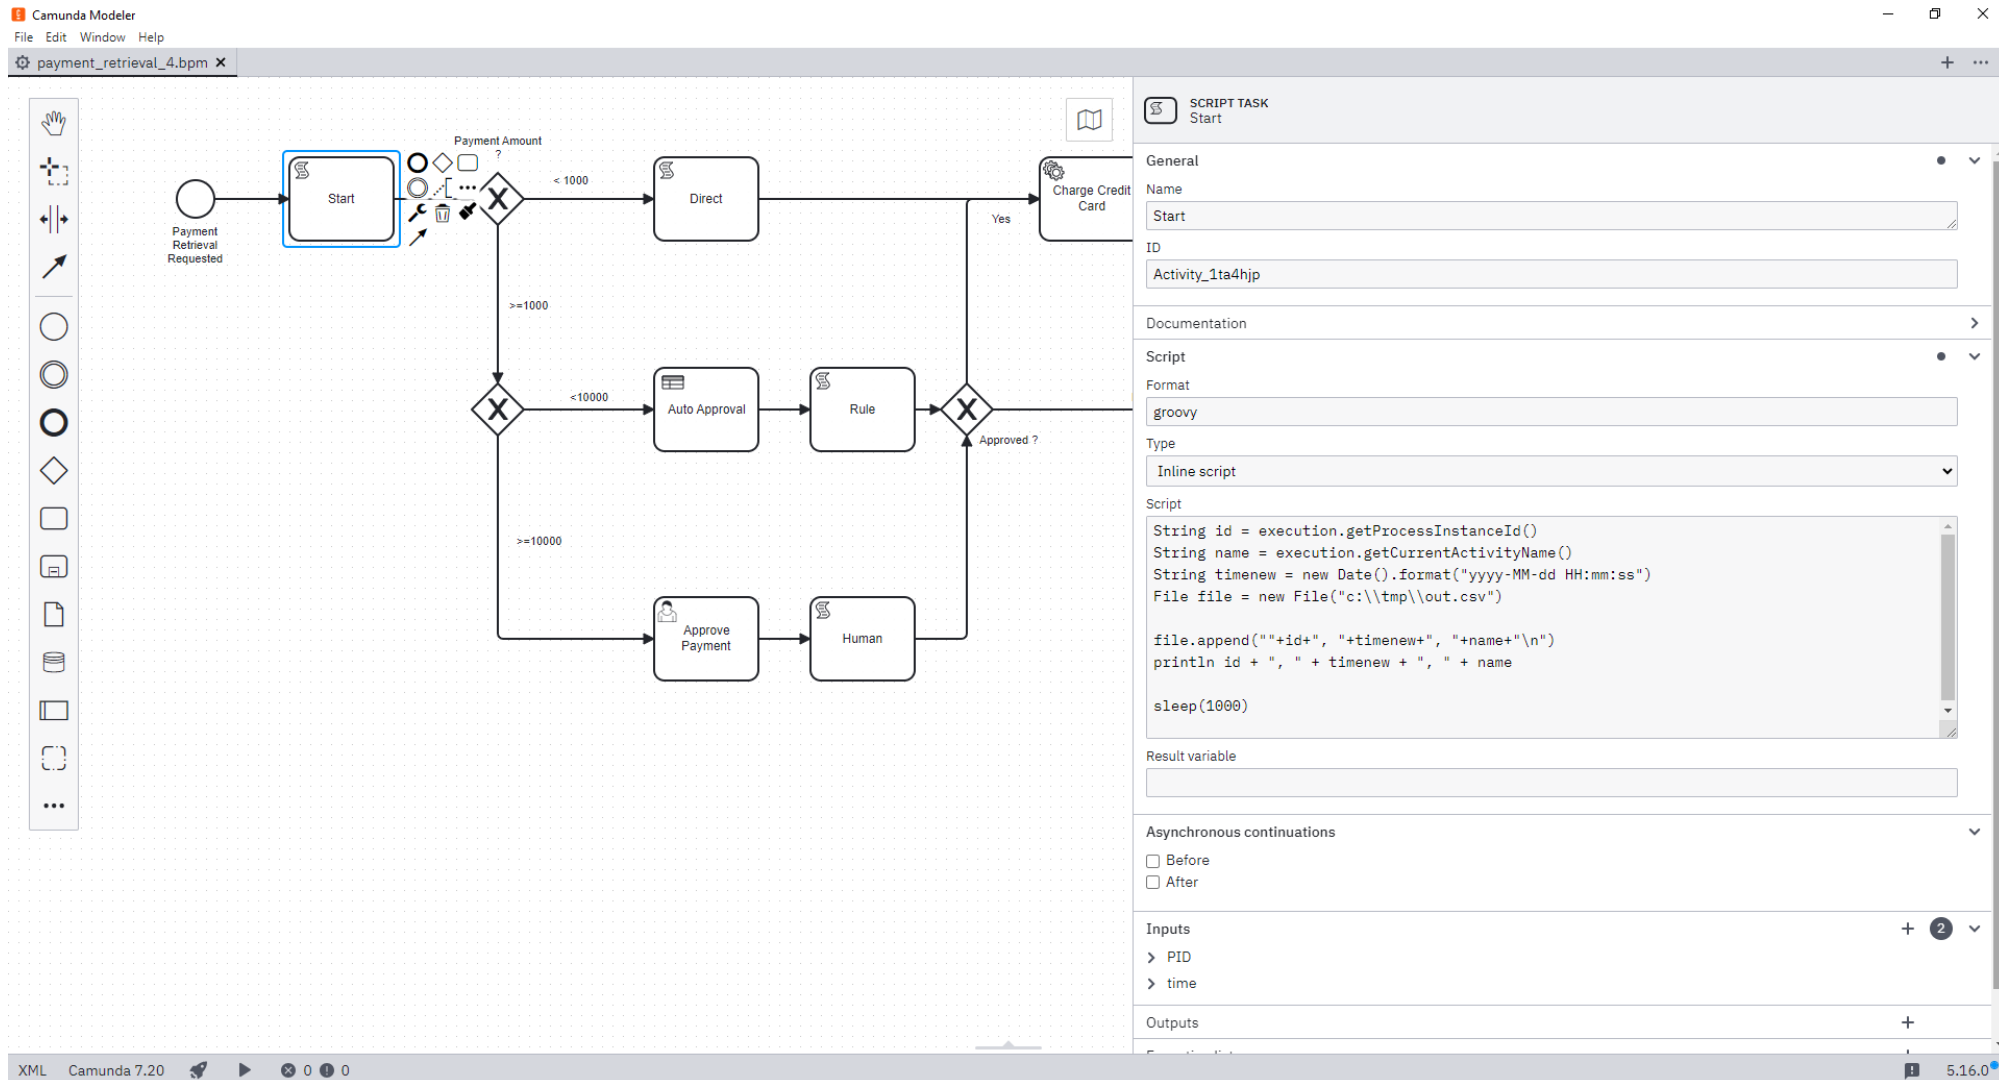 Camunda Modeler
File Edit Window Help
payment_retrieval_4.bpm
SCRIPT TASK
Start
Payment Amount
?
Start
Payment
Retrieval
Requested
< 1000
Direct
Yes
Charge Credit
Card
>=1000
<10000
Auto Approval
Rule
Approved ?
>=10000
Approve
Payment
Human
General
Name
Start
ID
Activity_1ta4hjp
Documentation
Script
Format
groovy
Type
Inline script
Script
String id = execution.getProcessInstanceId()
String name = execution.getCurrentActivityName()
String timenew = new Date().format("yyyy-MM-dd HH:mm:ss")
File file = new File("c:\\tmp\\out.csv")
file.append(""+id+", "+timenew+", "+name+"\n")
println id + ", " + timenew + ", " + name
sleep(1000)
Result variable
Asynchronous continuations
Before
After
Inputs 2
PID
time
Outputs
XML Camunda 7.20 0 0 5.16.0